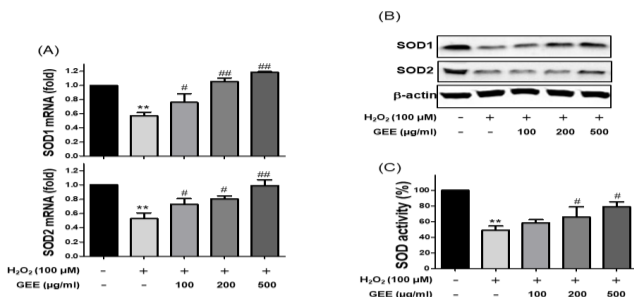 (A)
SOD1 mRNA (fold)
1.2
1.0
0.8
0.6
0.4
0.2
0.0
**
#
##
##
SOD2 mRNA (fold)
1.2
1.0
0.8
0.6
0.4
0.2
0.0
**
#
#
##
H₂O₂ (100 μM) – + + + +
GEE (μg/ml) – – 100 200 500
(B)
SOD1
SOD2
β-actin
H₂O₂ (100 μM) – + + + +
GEE (μg/ml) – – 100 200 500
(C)
SOD activity (%)
100
80
60
40
20
0
**
#
#
H₂O₂ (100 μM) – + + + +
GEE (μg/ml) – – 100 200 500